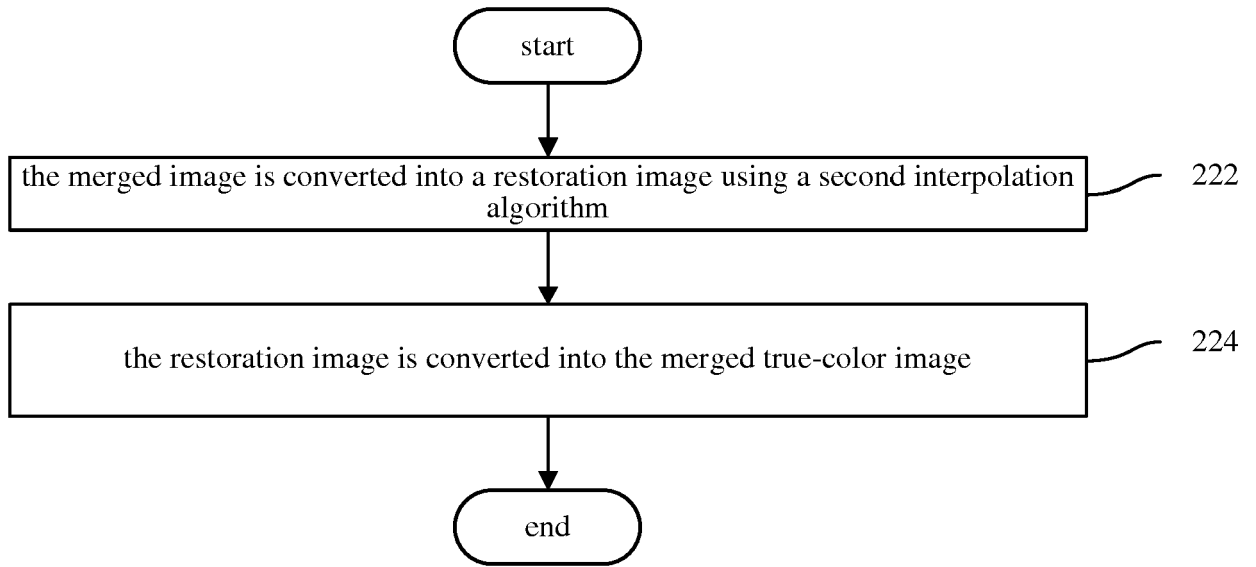 start
the merged image is converted into a restoration image using a second interpolation
algorithm
222
the restoration image is converted into the merged true-color image
224
end